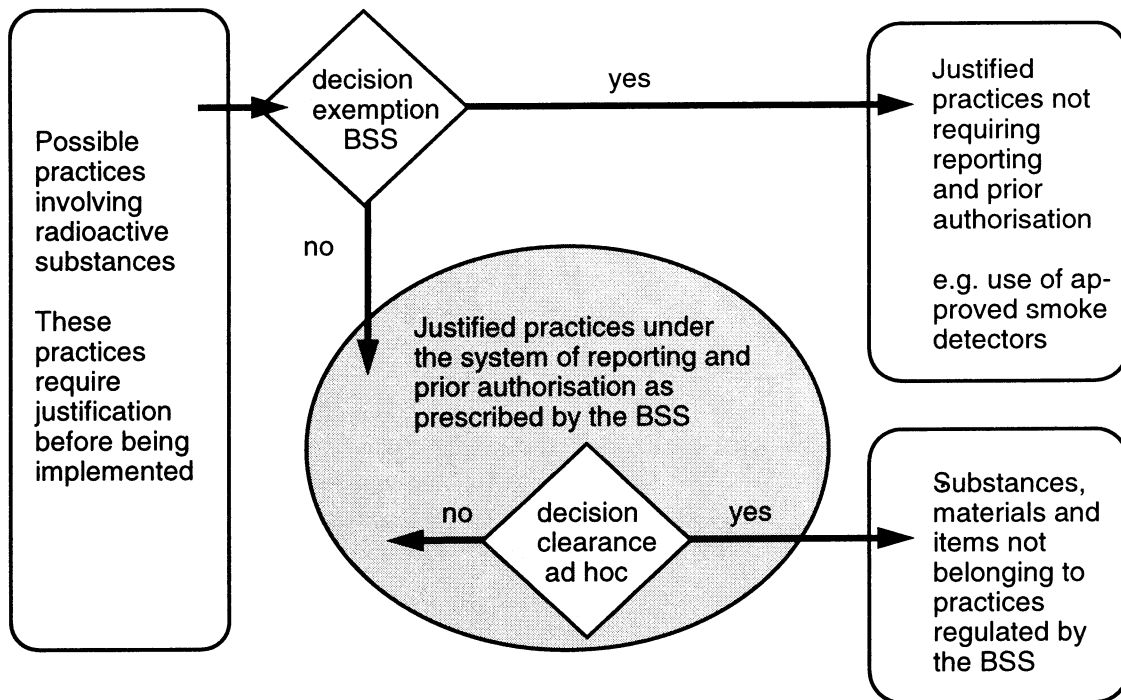 Possible
practices
involving
radioactive
substances
These
practices
require
justification
before being
implemented
decision
exemption
BSS
yes
no
Justified
practices not
requiring
reporting
and prior
authorisation
e.g. use of ap-
proved smoke
detectors
Justified practices under
the system of reporting and
prior authorisation as
prescribed by the BSS
decision
clearance
ad hoc
no
yes
Substances,
materials and
items not
belonging to
practices
regulated by
the BSS